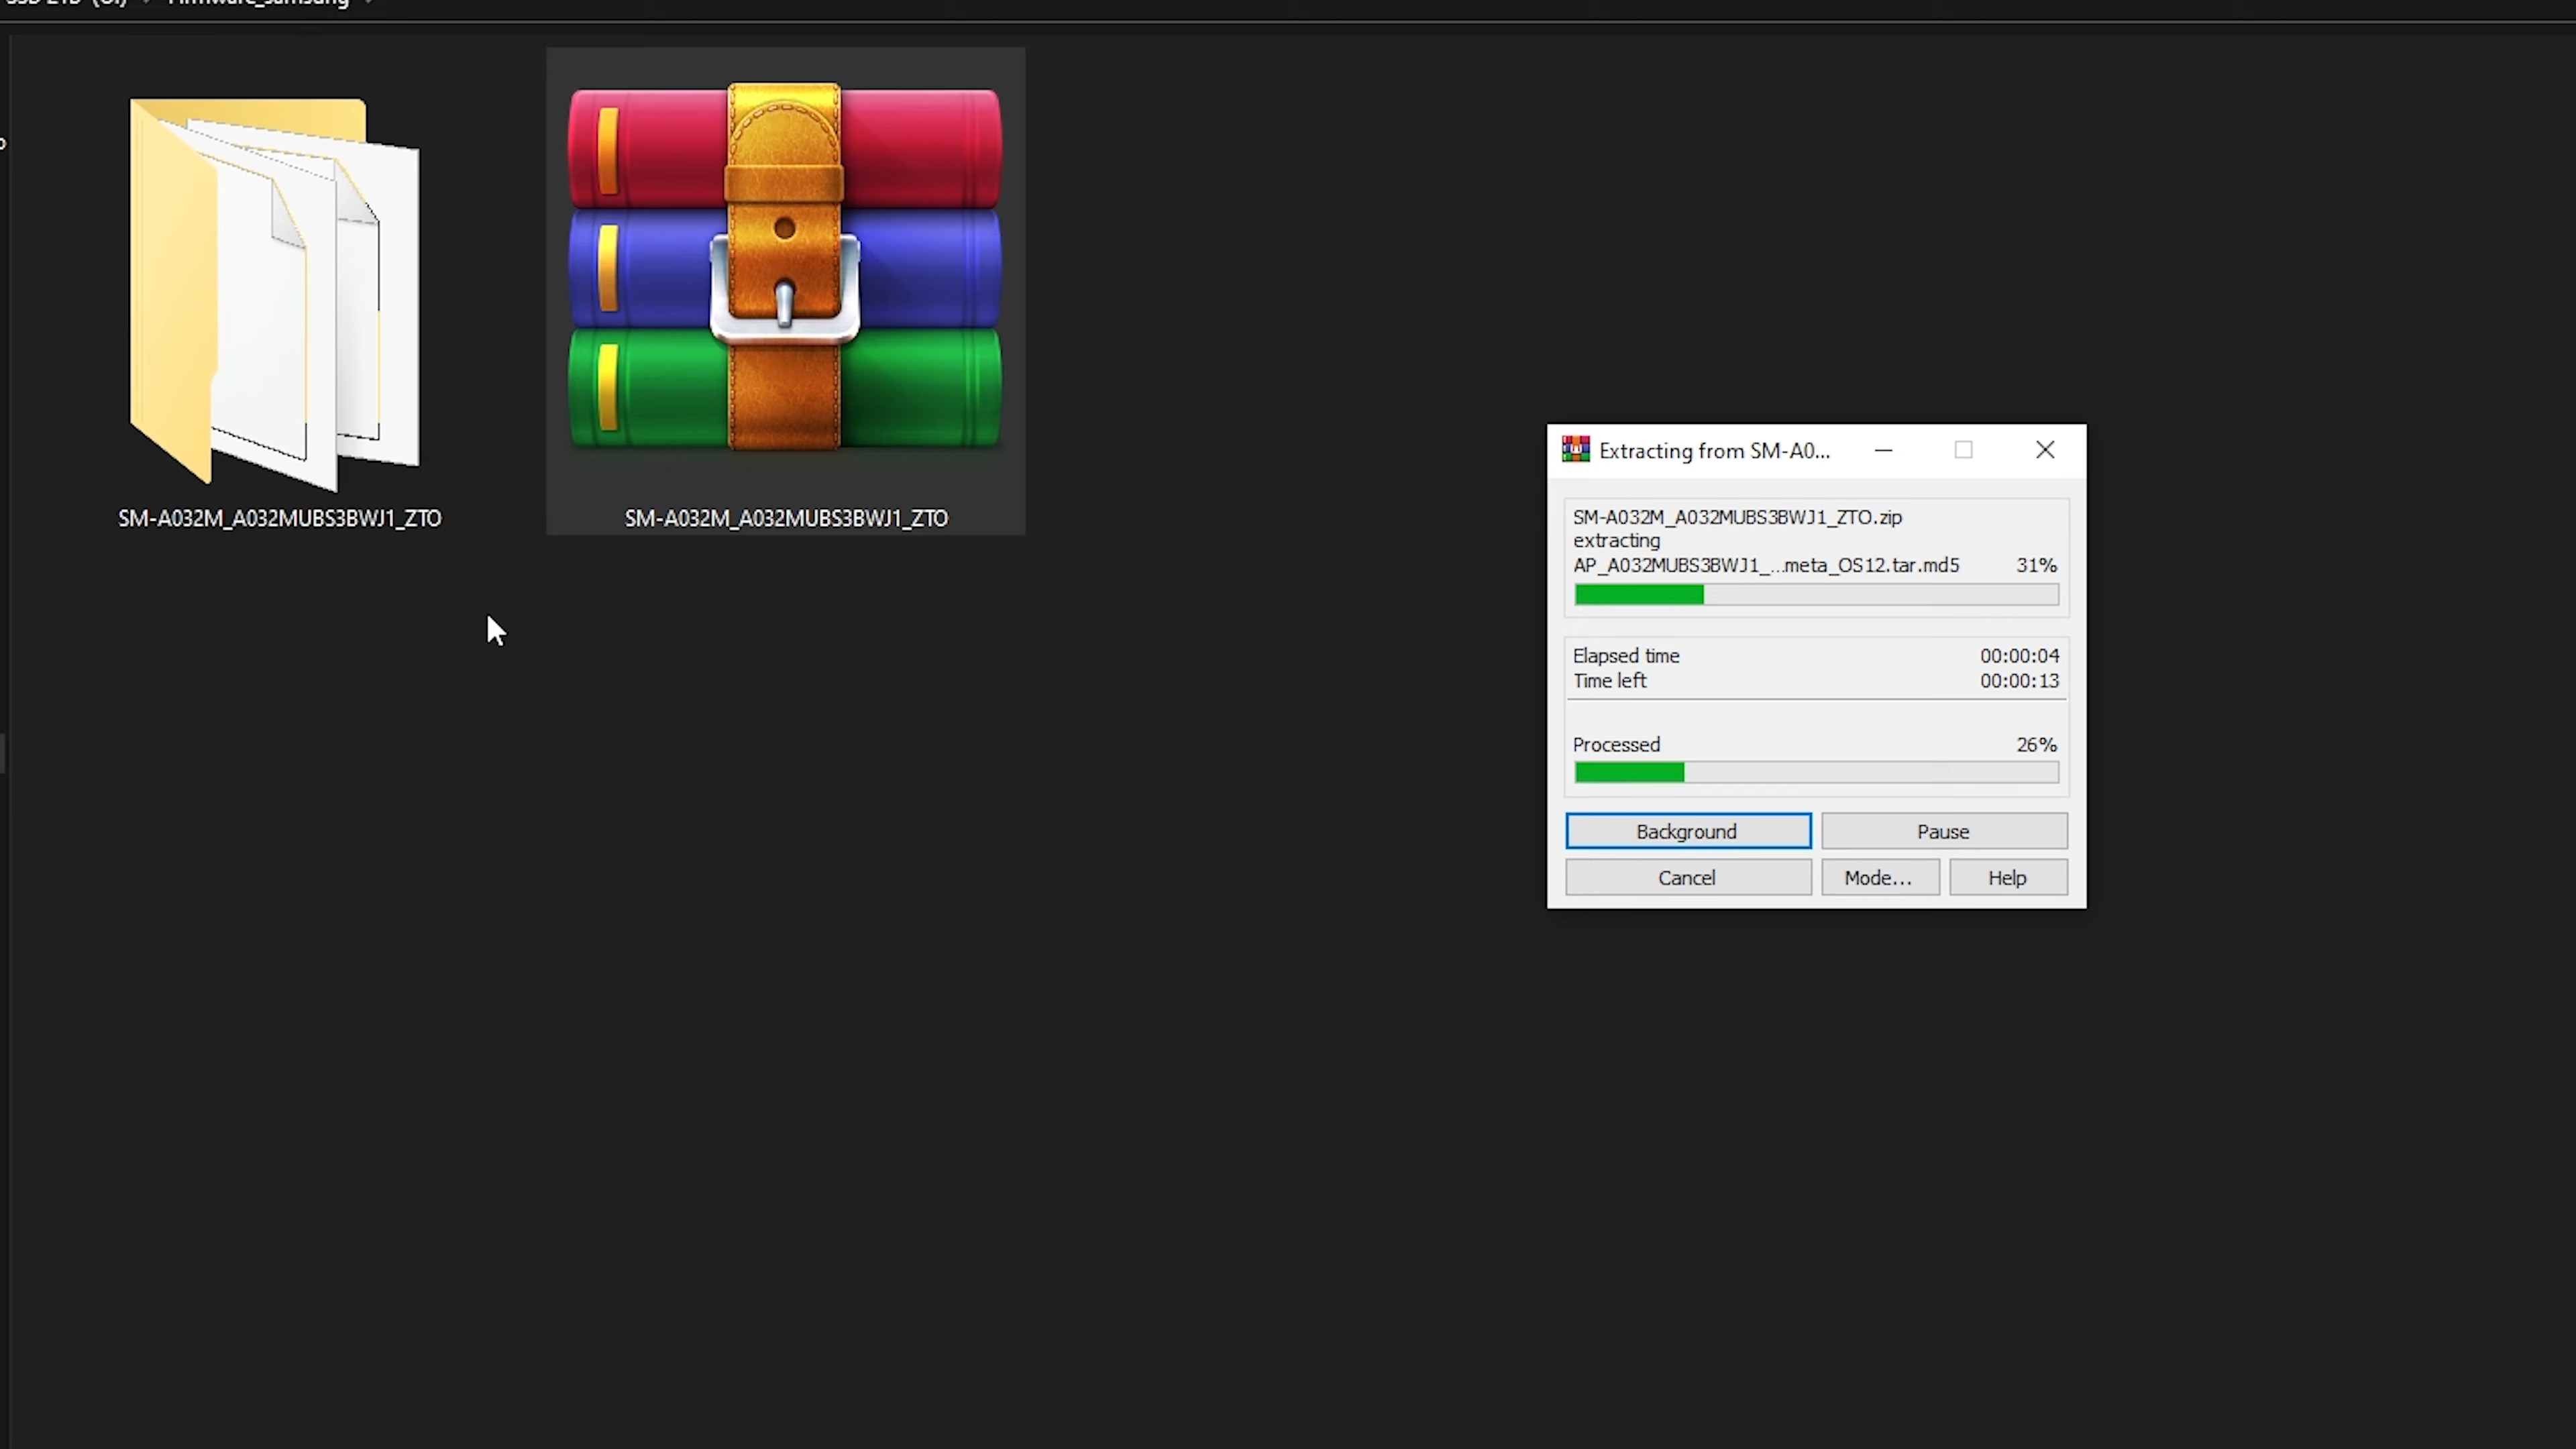 Firmware_samsung
SM-A032M_A032MUBS3BWJ1_ZTO
SM-A032M_A032MUBS3BWJ1_ZTO
Extracting from SM-A0...
SM-A032M_A032MUBS3BWJ1_ZTO.zip
extracting
AP_A032MUBS3BWJ1_...meta_OS12.tar.md5 31%
Elapsed time 00:00:04
Time left 00:00:13
Processed 26%
Background Pause
Cancel Mode... Help